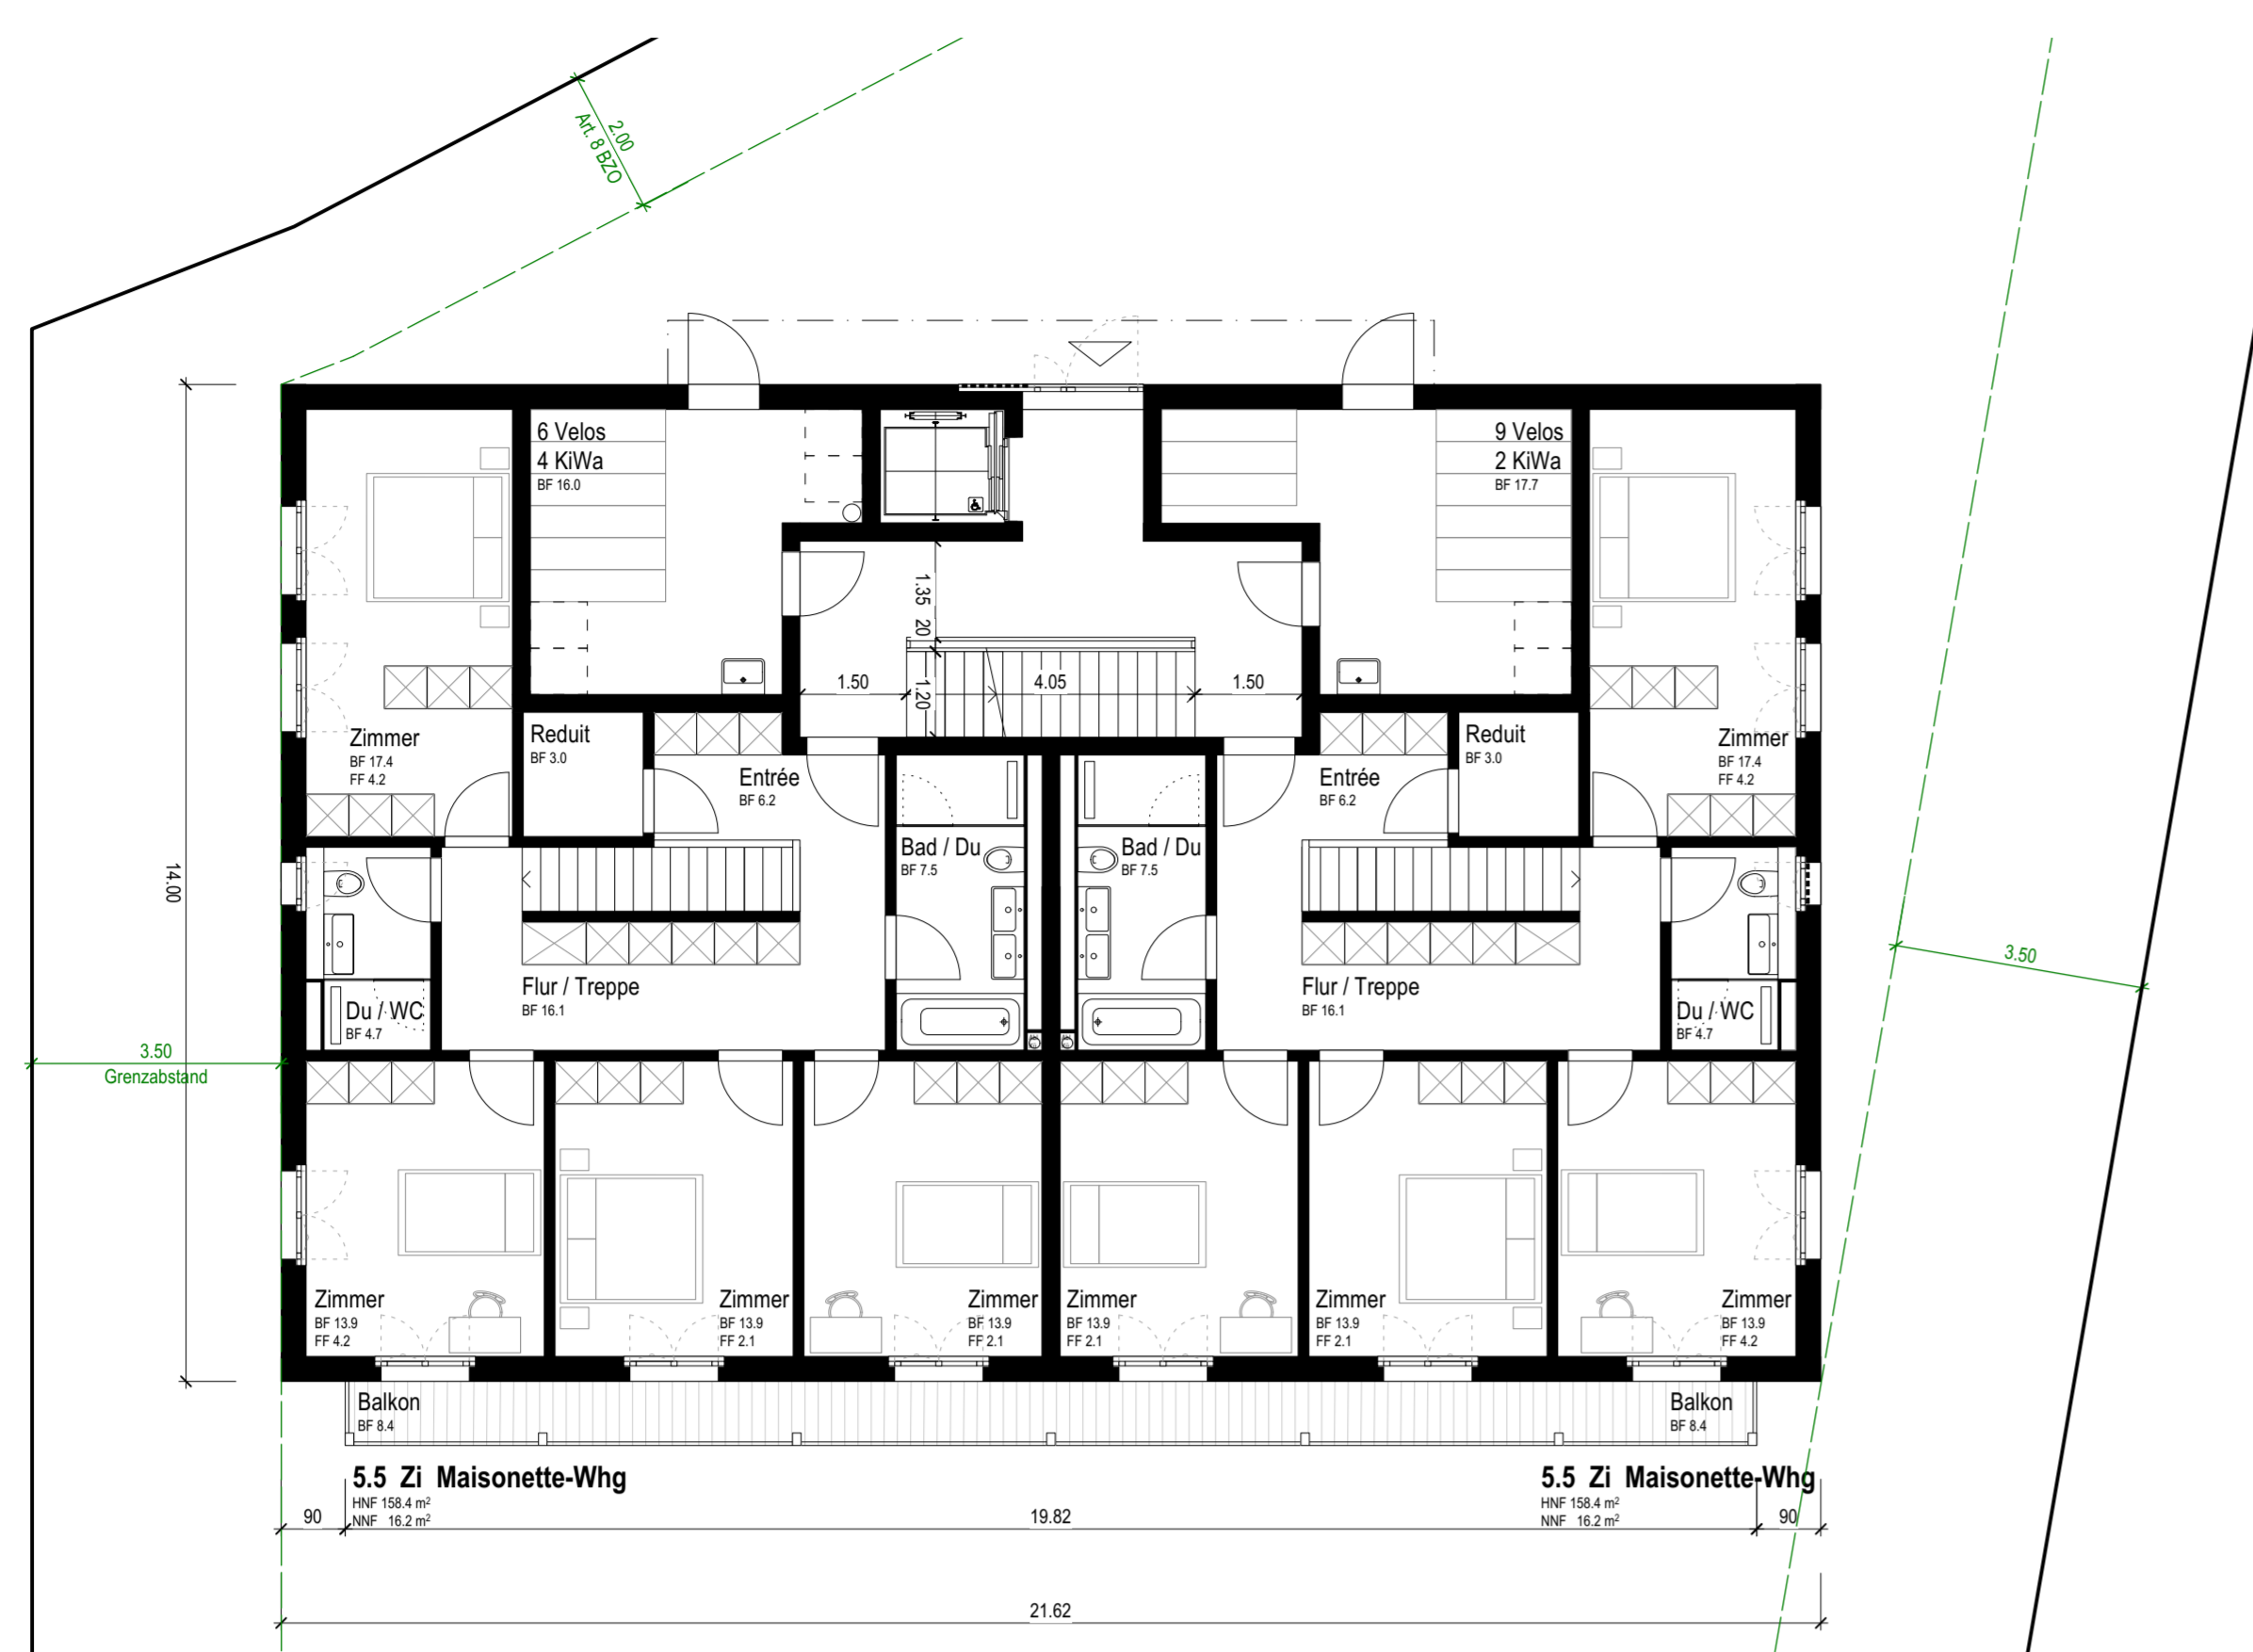 2.00
Art. 8 BZO
6 Velos
4 KiWa
BF 16.0
9 Velos
2 KiWa
BF 17.7
1.35
20
1.20
1.50
4.05
1.50
Zimmer
BF 17.4
FF 4.2
Reduit
BF 3.0
Entrée
BF 6.2
Entrée
BF 6.2
Reduit
BF 3.0
Zimmer
BF 17.4
FF 4.2
14.00
Bad / Du
BF 7.5
Bad / Du
BF 7.5
3.50
Flur / Treppe
BF 16.1
Flur / Treppe
BF 16.1
Du / WC
BF 4.7
Du / WC
BF 4.7
3.50
Grenzabstand
Zimmer
BF 13.9
FF 4.2
Zimmer
BF 13.9
FF 2.1
Zimmer
BF 13.9
FF 2.1
Zimmer
BF 13.9
FF 2.1
Zimmer
BF 13.9
FF 2.1
Zimmer
BF 13.9
FF 4.2
Balkon
BF 8.4
Balkon
BF 8.4
5.5 Zi Maisonette-Whg
HNF 158.4 m²
NNF 16.2 m²
5.5 Zi Maisonette-Whg
HNF 158.4 m²
NNF 16.2 m²
90
19.82
90
21.62